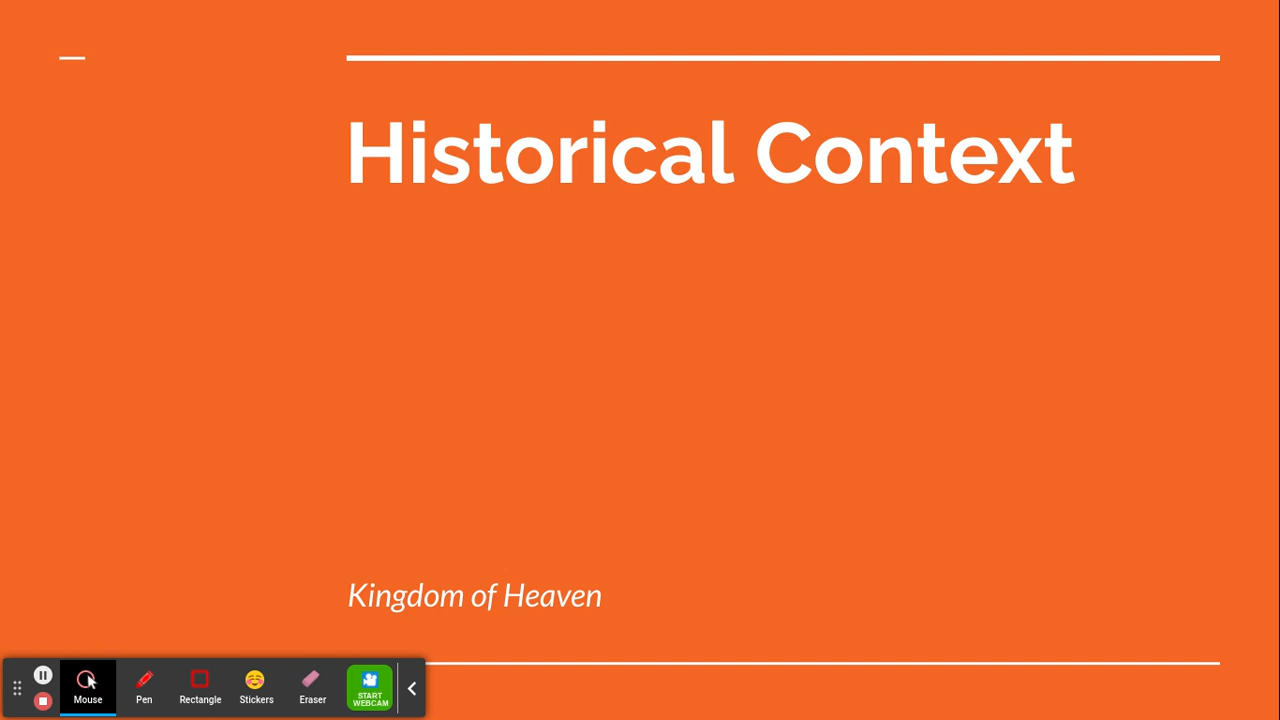 Historical Context
Kingdom of Heaven
Mouse
Pen
Rectangle
Stickers
Eraser
START
WEBCAM